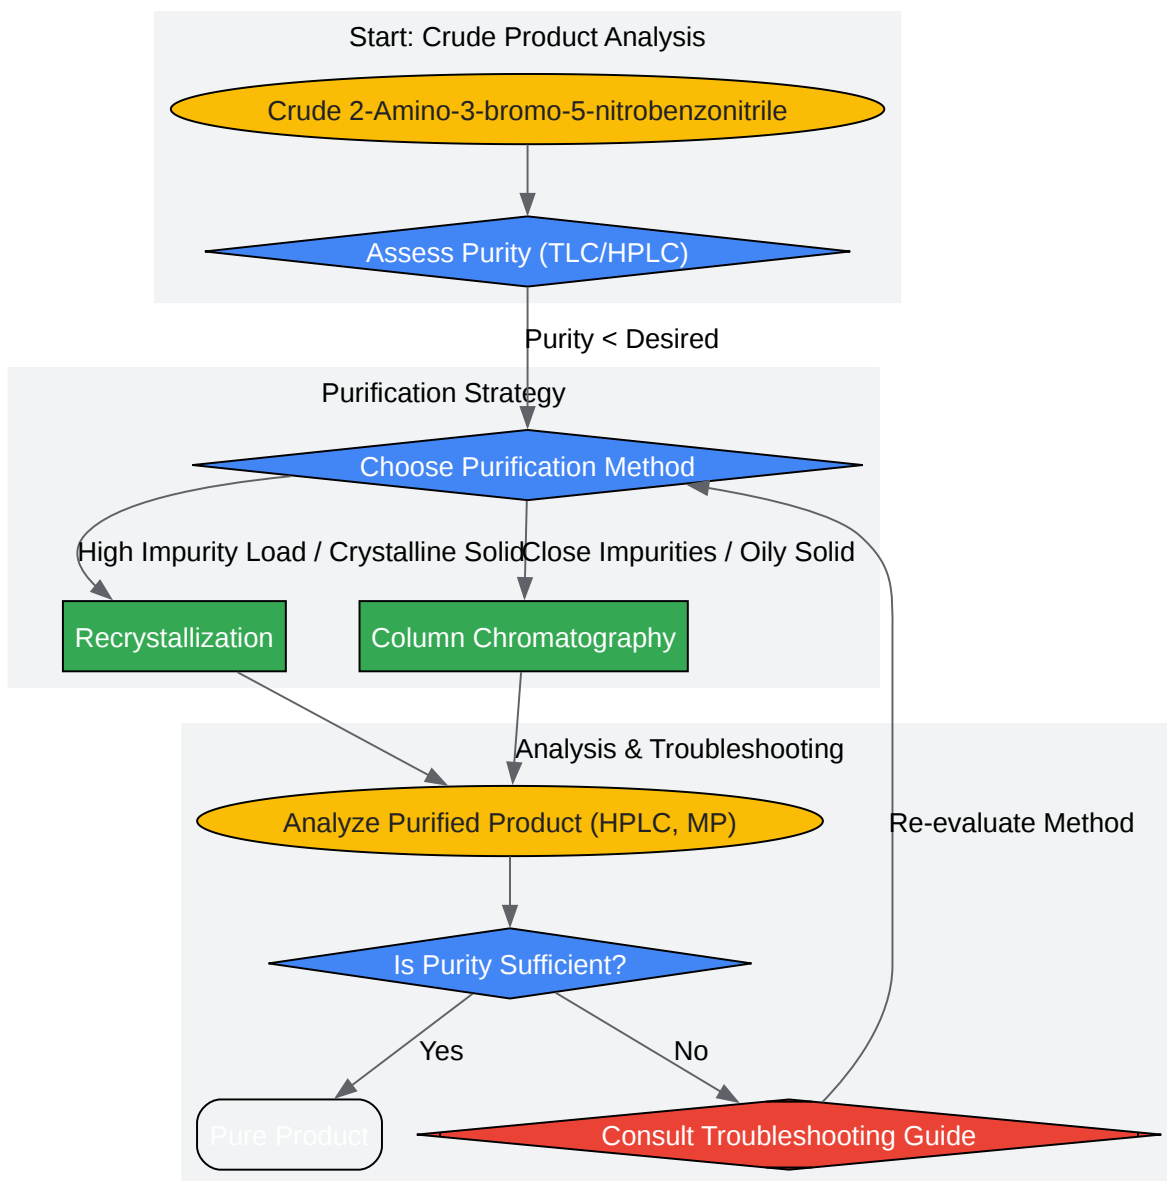 Start: Crude Product Analysis
Crude 2-Amino-3-bromo-5-nitrobenzonitrile
Assess Purity (TLC/HPLC)
Purity < Desired
Purification Strategy
Choose Purification Method
High Impurity Load / Crystalline Solid
Close Impurities / Oily Solid
Recrystallization
Column Chromatography
Analysis & Troubleshooting
Analyze Purified Product (HPLC, MP)
Re-evaluate Method
Is Purity Sufficient?
Yes
No
Pure Product
Consult Troubleshooting Guide